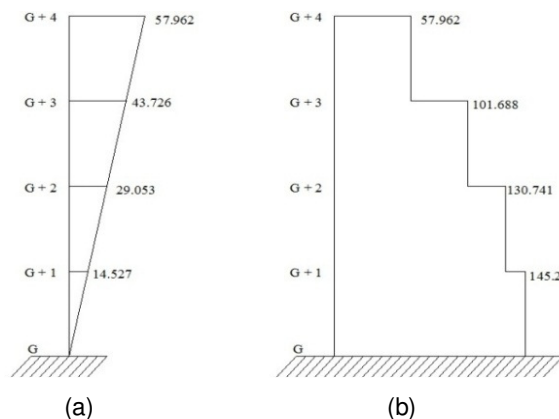 G + 4
57.962
G + 3
43.726
G + 2
29.053
G + 1
14.527
G
(a)
G + 4
57.962
G + 3
101.688
G + 2
130.741
G + 1
145.2
G
(b)